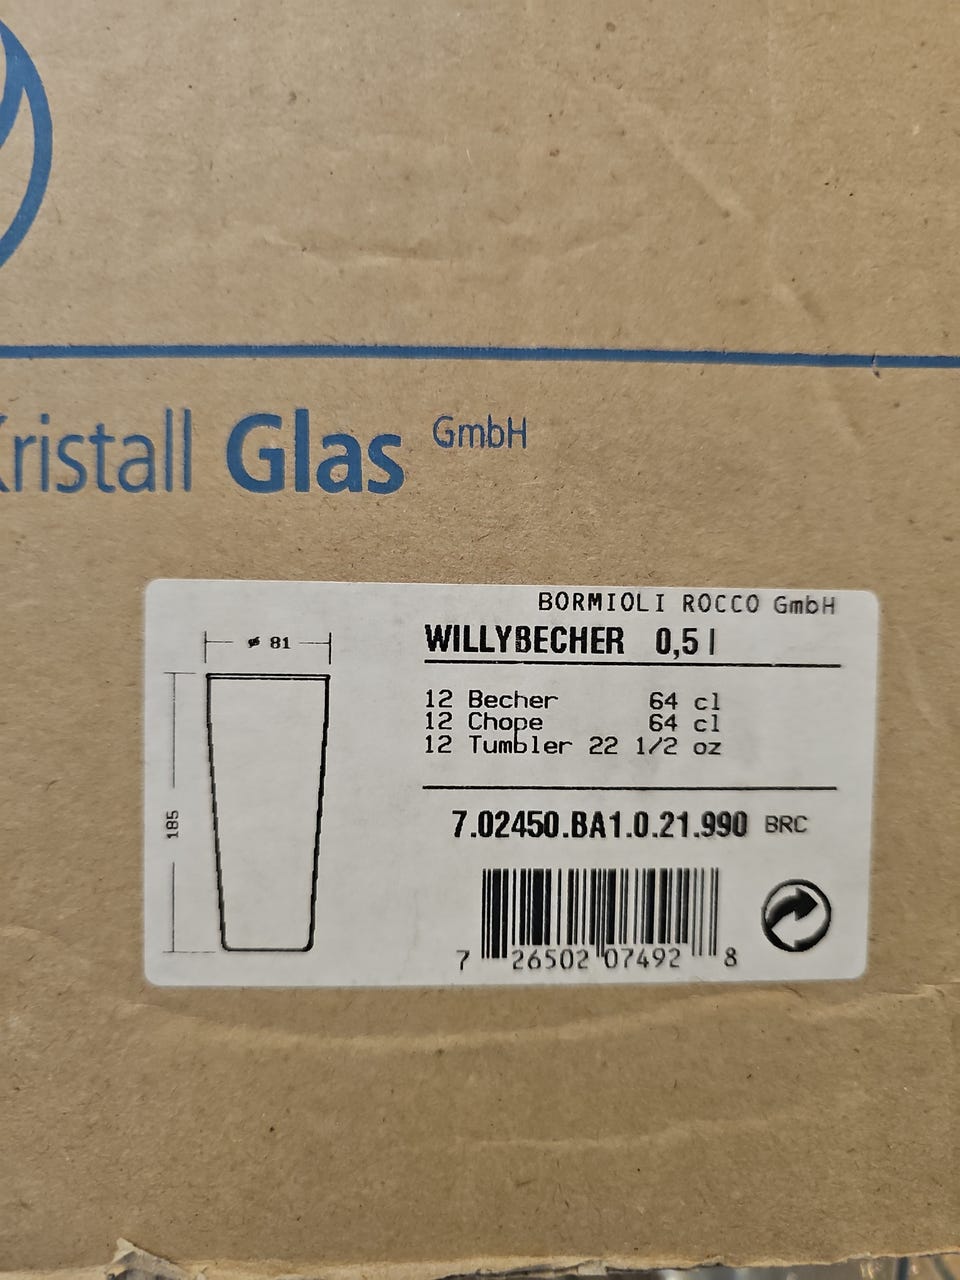 Kristall Glas GmbH
BORMIOLI ROCCO GmbH
WILLYBECHER 0,5 l
ø 81
185
12 Becher 64 cl
12 Chope 64 cl
12 Tumbler 22 1/2 oz
7.02450.BA1.0.21.990 BRC
7 26502 07492 8